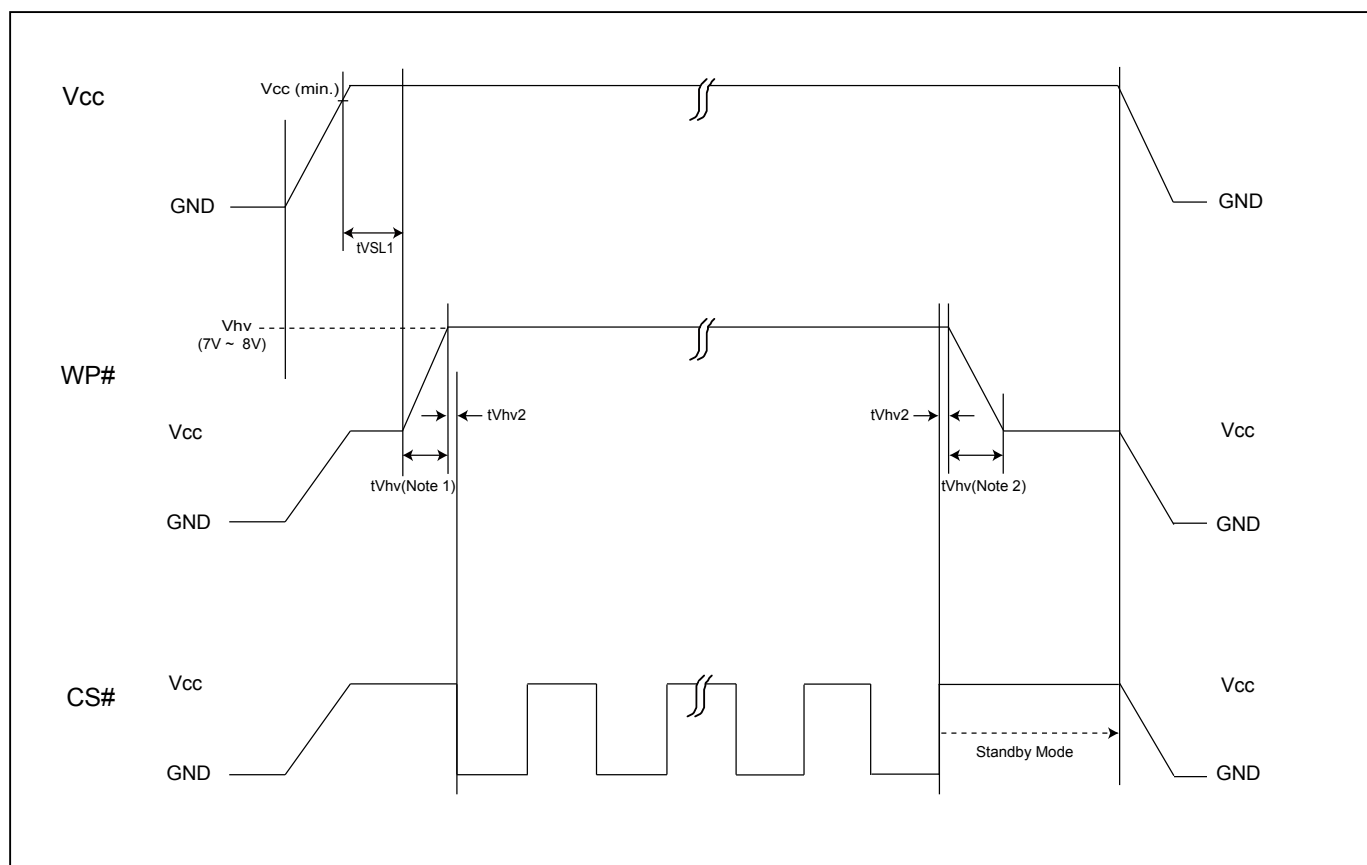 Vcc
Vcc (min.)
GND
GND
tVSL1
Vhv
(7V ~ 8V)
WP#
tVhv2
tVhv2
Vcc
Vcc
tVhv(Note 1)
tVhv(Note 2)
GND
GND
CS#
Vcc
Vcc
Standby Mode
GND
GND